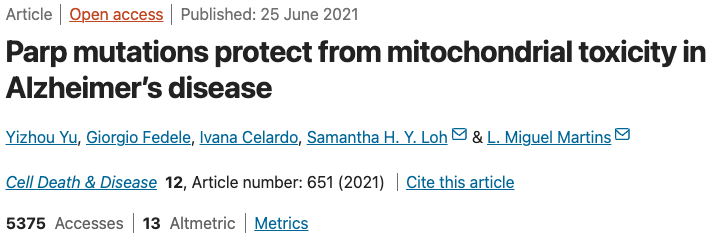 Article | Open access | Published: 25 June 2021
Parp mutations protect from mitochondrial toxicity in
Alzheimer’s disease
Yizhou Yu, Giorgio Fedele, Ivana Celardo, Samantha H. Y. Loh & L. Miguel Martins
Cell Death & Disease 12, Article number: 651 (2021) | Cite this article
5375 Accesses | 13 Altmetric | Metrics